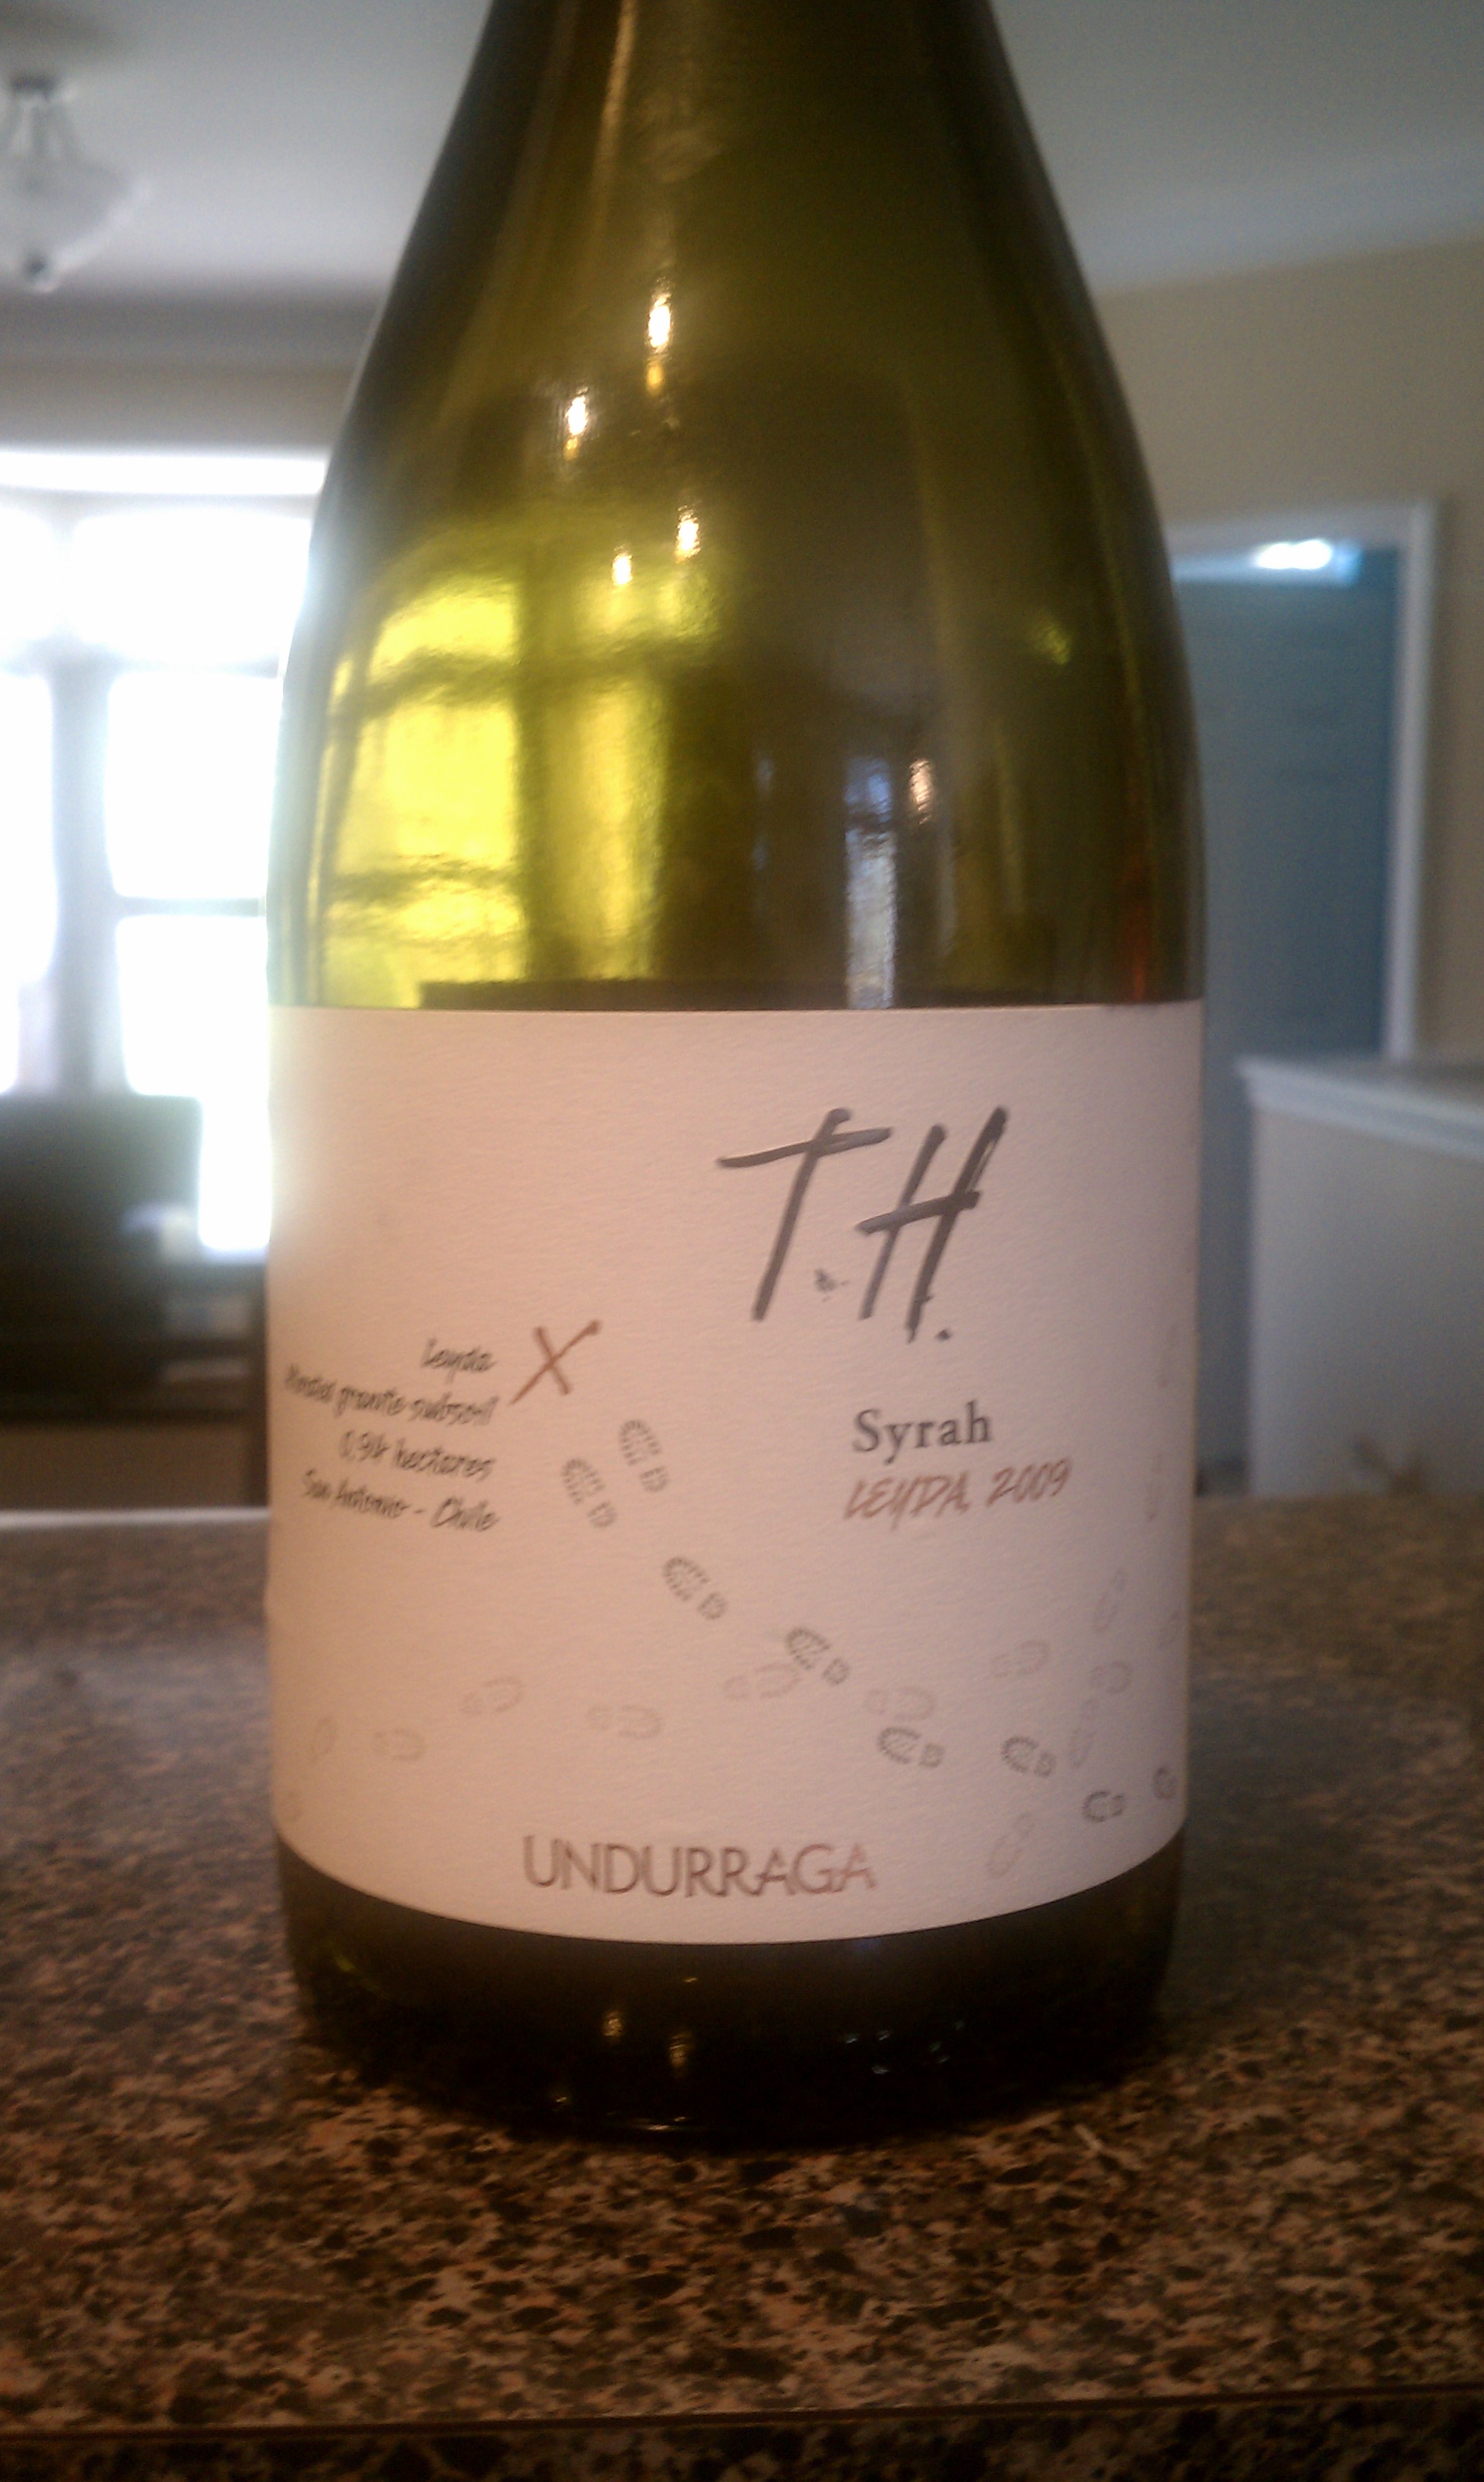 T.H.
Leyda X
granite subsoil
hectares
San Antonio - Chile
Syrah
LEYDA, 2009
UNDURRAGA